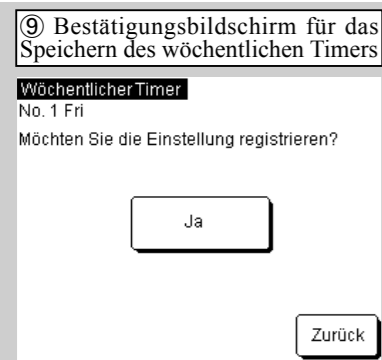 ⑨ Bestätigungsbildschirm für das
Speichern des wöchentlichen Timers
Wöchentlicher Timer
No. 1 Fri
Möchten Sie die Einstellung registrieren?
Ja
Zurück